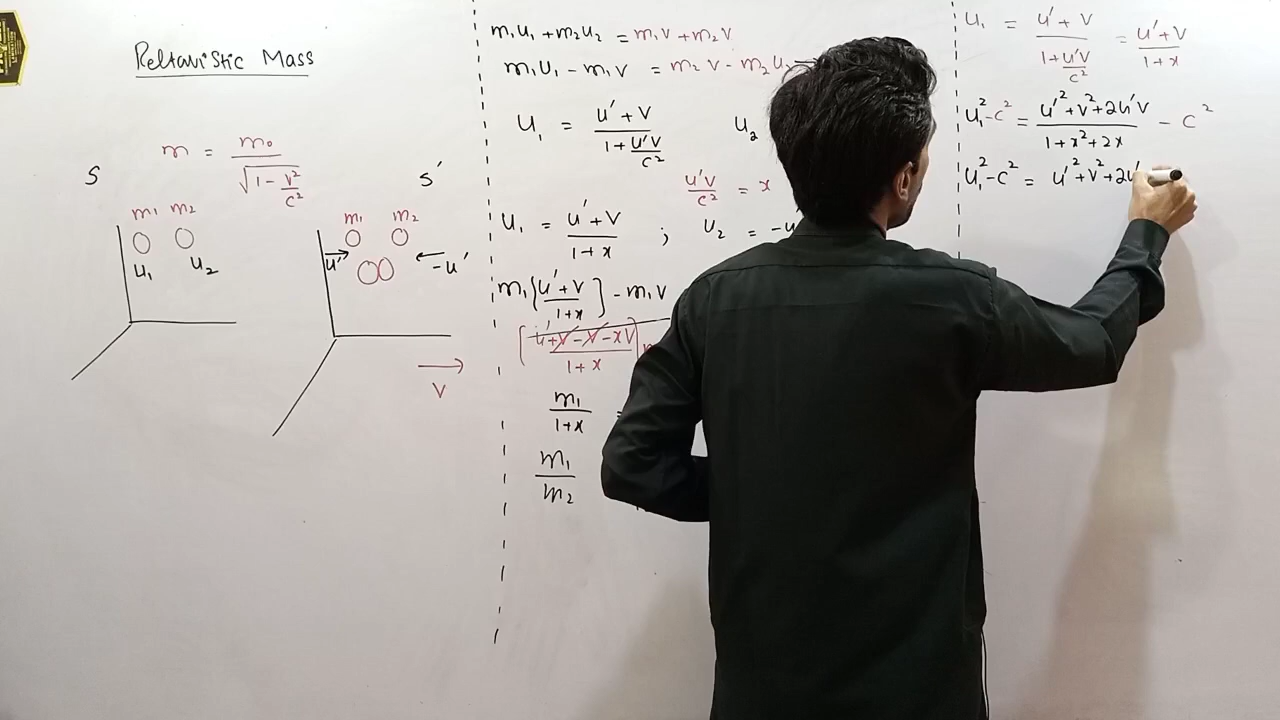 Reltavistic Mass
m = m₀ / √(1 - v²/c²)
S
S'
m₁ m₂
u₁ u₂
m₁ m₂
u' -u'
V
m₁u₁ + m₂u₂ = m₁V + m₂V
m₁u₁ - m₁V = m₂V - m₂u₂
u₁ = (u' + V) / (1 + u'V/c²) u₂
u'V/c² = x
u₁ = (u' + V) / (1 + x) ; u₂ = -u'
m₁[(u' + V) / (1 + x)] - m₁V
[(u' + V - V - xV) / (1 + x)]
m₁ / (1 + x) =
m₁ / m₂
u₁ = (u' + V) / (1 + u'V/c²) = (u' + V) / (1 + x)
u₁² - c² = (u'² + V² + 2u'V) / (1 + x² + 2x) - c²
u₁² - c² = u'² + V² + 2u'